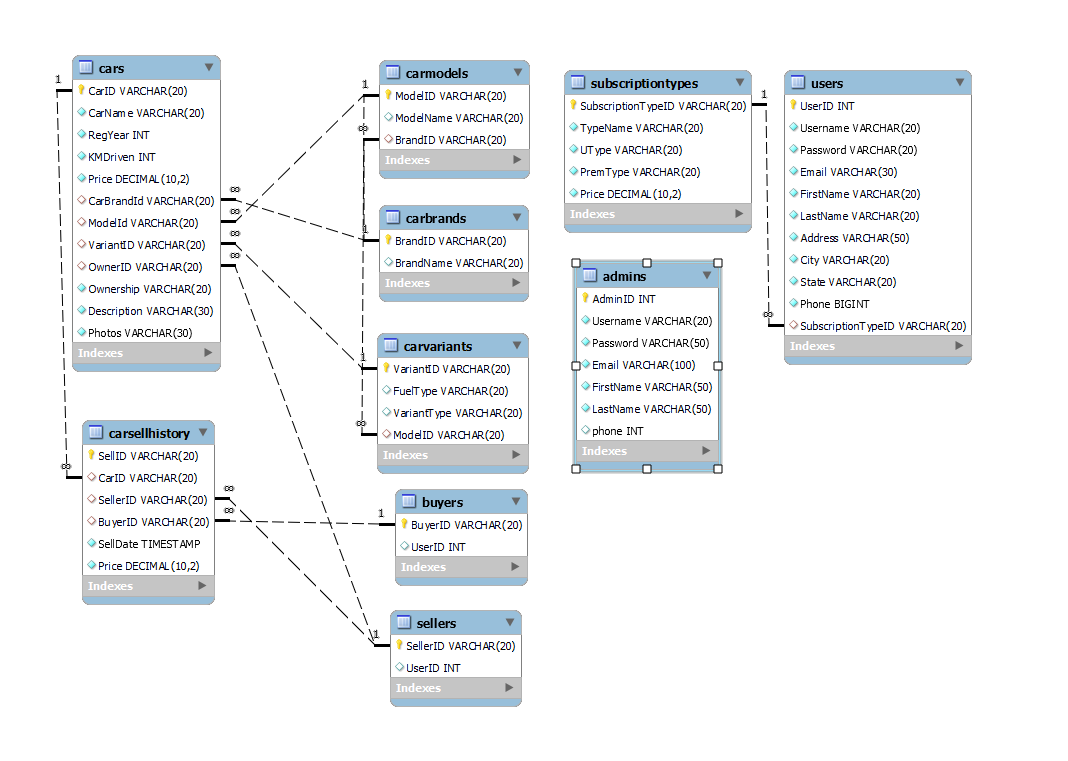 cars
CarID VARCHAR(20)
CarName VARCHAR(20)
RegYear INT
KMDriven INT
Price DECIMAL(10,2)
CarBrandId VARCHAR(20)
ModelId VARCHAR(20)
VariantID VARCHAR(20)
OwnerID VARCHAR(20)
Ownership VARCHAR(20)
Description VARCHAR(30)
Photos VARCHAR(30)
Indexes
1
∞
∞
∞
∞
∞
carsellhistory
SellID VARCHAR(20)
CarID VARCHAR(20)
SellerID VARCHAR(20)
BuyerID VARCHAR(20)
SellDate TIMESTAMP
Price DECIMAL(10,2)
Indexes
∞
∞
carmodels
ModelID VARCHAR(20)
ModelName VARCHAR(20)
BrandID VARCHAR(20)
Indexes
1
∞
carbrands
BrandID VARCHAR(20)
BrandName VARCHAR(20)
Indexes
1
carvariants
VariantID VARCHAR(20)
FuelType VARCHAR(20)
VariantType VARCHAR(20)
ModelID VARCHAR(20)
Indexes
1
∞
buyers
BuyerID VARCHAR(20)
UserID INT
Indexes
1
sellers
SellerID VARCHAR(20)
UserID INT
Indexes
1
subscriptiontypes
SubscriptionTypeID VARCHAR(20)
TypeName VARCHAR(20)
UType VARCHAR(20)
PremType VARCHAR(20)
Price DECIMAL(10,2)
Indexes
1
∞
admins
AdminID INT
Username VARCHAR(20)
Password VARCHAR(50)
Email VARCHAR(100)
FirstName VARCHAR(50)
LastName VARCHAR(50)
phone INT
Indexes
users
UserID INT
Username VARCHAR(20)
Password VARCHAR(20)
Email VARCHAR(30)
FirstName VARCHAR(20)
LastName VARCHAR(20)
Address VARCHAR(50)
City VARCHAR(20)
State VARCHAR(20)
Phone BIGINT
SubscriptionTypeID VARCHAR(20)
Indexes